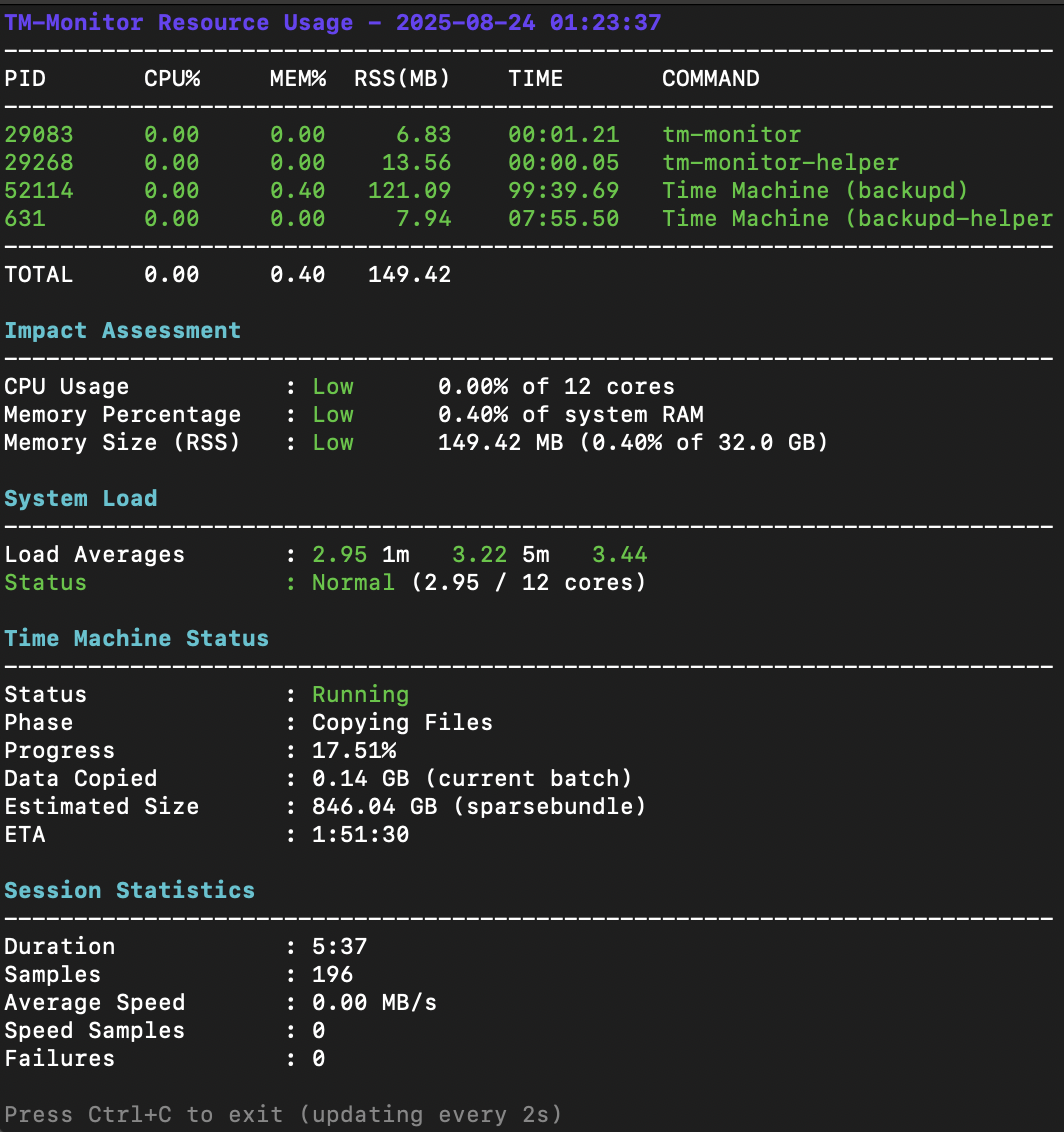 TM-Monitor Resource Usage - 2025-08-24 01:23:37
PID CPU% MEM% RSS(MB) TIME COMMAND
29083 0.00 0.00 6.83 00:01.21 tm-monitor
29268 0.00 0.00 13.56 00:00.05 tm-monitor-helper
52114 0.00 0.40 121.09 99:39.69 Time Machine (backupd)
631 0.00 0.00 7.94 07:55.50 Time Machine (backupd-helper
TOTAL 0.00 0.40 149.42
Impact Assessment
CPU Usage : Low 0.00% of 12 cores
Memory Percentage : Low 0.40% of system RAM
Memory Size (RSS) : Low 149.42 MB (0.40% of 32.0 GB)
System Load
Load Averages : 2.95 1m 3.22 5m 3.44
Status : Normal (2.95 / 12 cores)
Time Machine Status
Status : Running
Phase : Copying Files
Progress : 17.51%
Data Copied : 0.14 GB (current batch)
Estimated Size : 846.04 GB (sparsebundle)
ETA : 1:51:30
Session Statistics
Duration : 5:37
Samples : 196
Average Speed : 0.00 MB/s
Speed Samples : 0
Failures : 0
Press Ctrl+C to exit (updating every 2s)